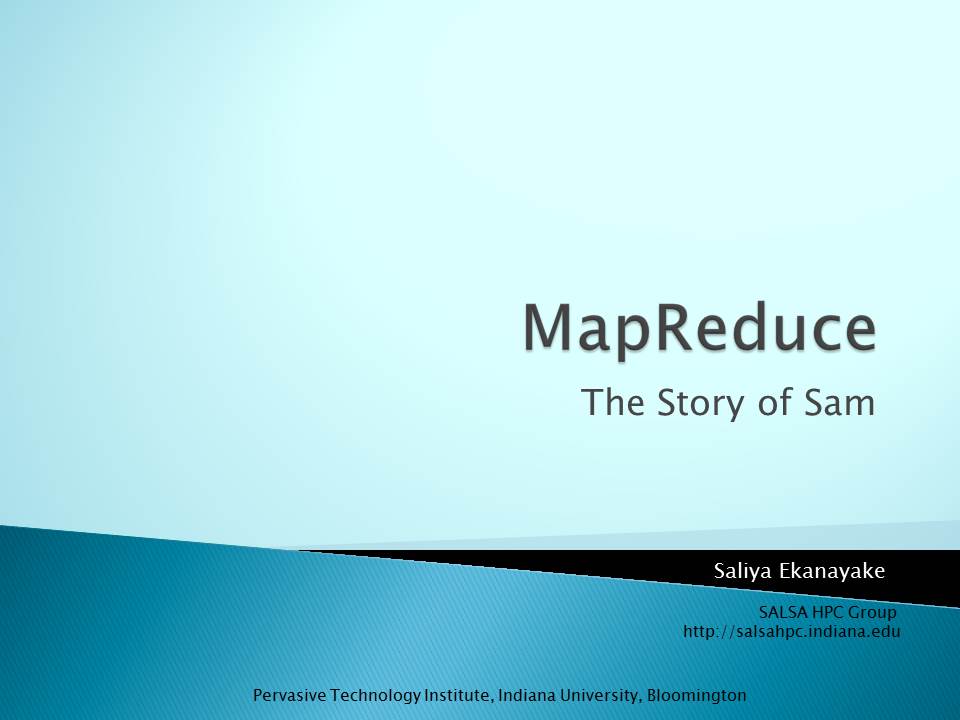 MapReduce
The Story of Sam
Saliya Ekanayake
SALSA HPC Group
http://salsahpc.indiana.edu
Pervasive Technology Institute, Indiana University, Bloomington